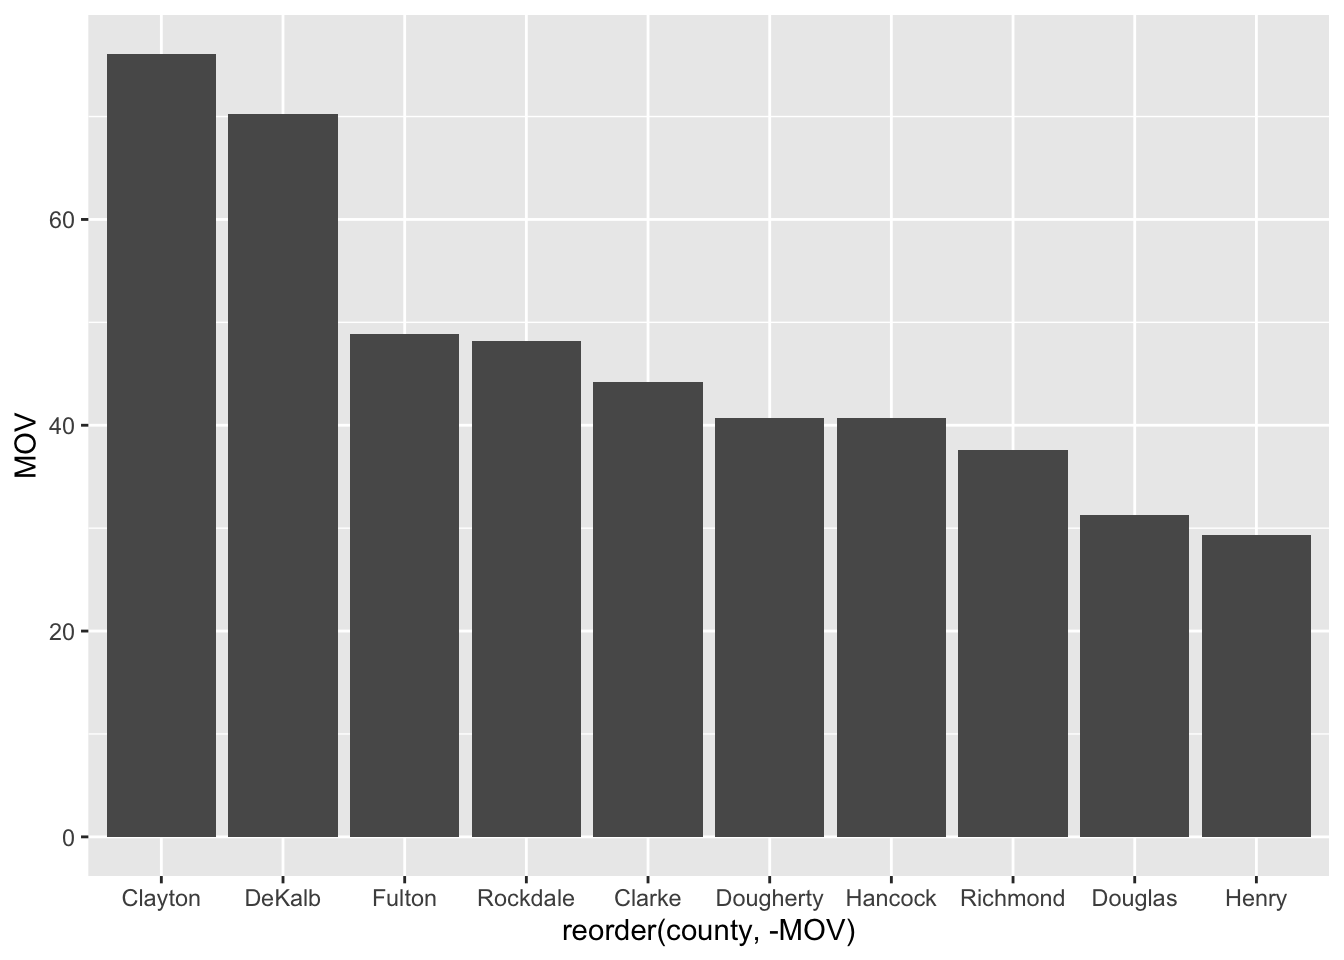 MOV
60
40
20
0
Clayton DeKalb Fulton Rockdale Clarke Dougherty Hancock Richmond Douglas Henry
reorder(county, -MOV)